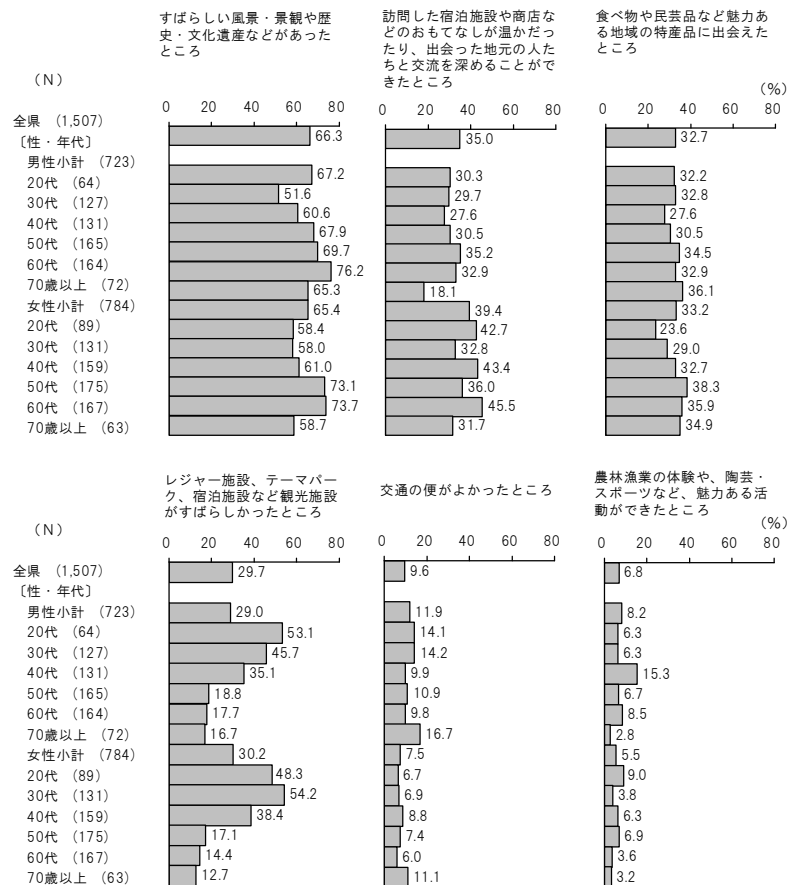 すばらしい風景・景観や歴
史・文化遺産などがあった
ところ
訪問した宿泊施設や商店な
どのおもてなしが温かだっ
たり、出会った地元の人た
ちと交流を深めることがで
きたところ
食べ物や民芸品など魅力あ
る地域の特産品に出会えた
ところ
（N）
（%）
0 20 40 60 80 0 20 40 60 80 0 20 40 60 80
全県 （1,507） 66.3 35.0 32.7
〔性・年代〕
男性小計 （723） 67.2 30.3 32.2
20代 （64） 51.6 29.7 32.8
30代 （127） 60.6 27.6 27.6
40代 （131） 67.9 30.5 30.5
50代 （165） 69.7 35.2 34.5
60代 （164） 76.2 32.9 32.9
70歳以上 （72） 65.3 18.1 36.1
女性小計 （784） 65.4 39.4 33.2
20代 （89） 58.4 42.7 23.6
30代 （131） 58.0 32.8 29.0
40代 （159） 61.0 43.4 32.7
50代 （175） 73.1 36.0 38.3
60代 （167） 73.7 45.5 35.9
70歳以上 （63） 58.7 31.7 34.9
レジャー施設、テーマパー
ク、宿泊施設など観光施設
がすばらしかったところ
交通の便がよかったところ
農林漁業の体験や、陶芸・
スポーツなど、魅力ある活
動ができたところ
（N）
（%）
0 20 40 60 80 0 20 40 60 80 0 20 40 60 80
全県 （1,507） 29.7 9.6 6.8
〔性・年代〕
男性小計 （723） 29.0 11.9 8.2
20代 （64） 53.1 14.1 6.3
30代 （127） 45.7 14.2 6.3
40代 （131） 35.1 9.9 15.3
50代 （165） 18.8 10.9 6.7
60代 （164） 17.7 9.8 8.5
70歳以上 （72） 16.7 16.7 2.8
女性小計 （784） 30.2 7.5 5.5
20代 （89） 48.3 6.7 9.0
30代 （131） 54.2 6.9 3.8
40代 （159） 38.4 8.8 6.3
50代 （175） 17.1 7.4 6.9
60代 （167） 14.4 6.0 3.6
70歳以上 （63） 12.7 11.1 3.2